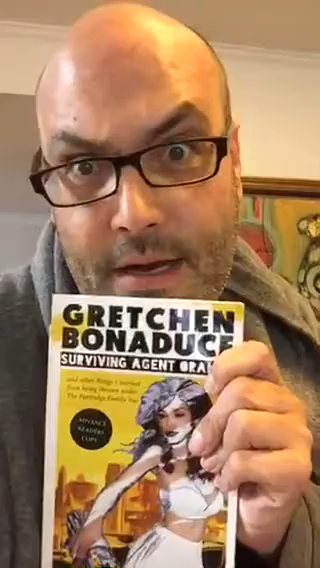 GRETCHEN
BONADUCE
SURVIVING AGENT
and other things I learned
from being thrown under
The Partridge Family bus
ADVANCE
READERS
COPY